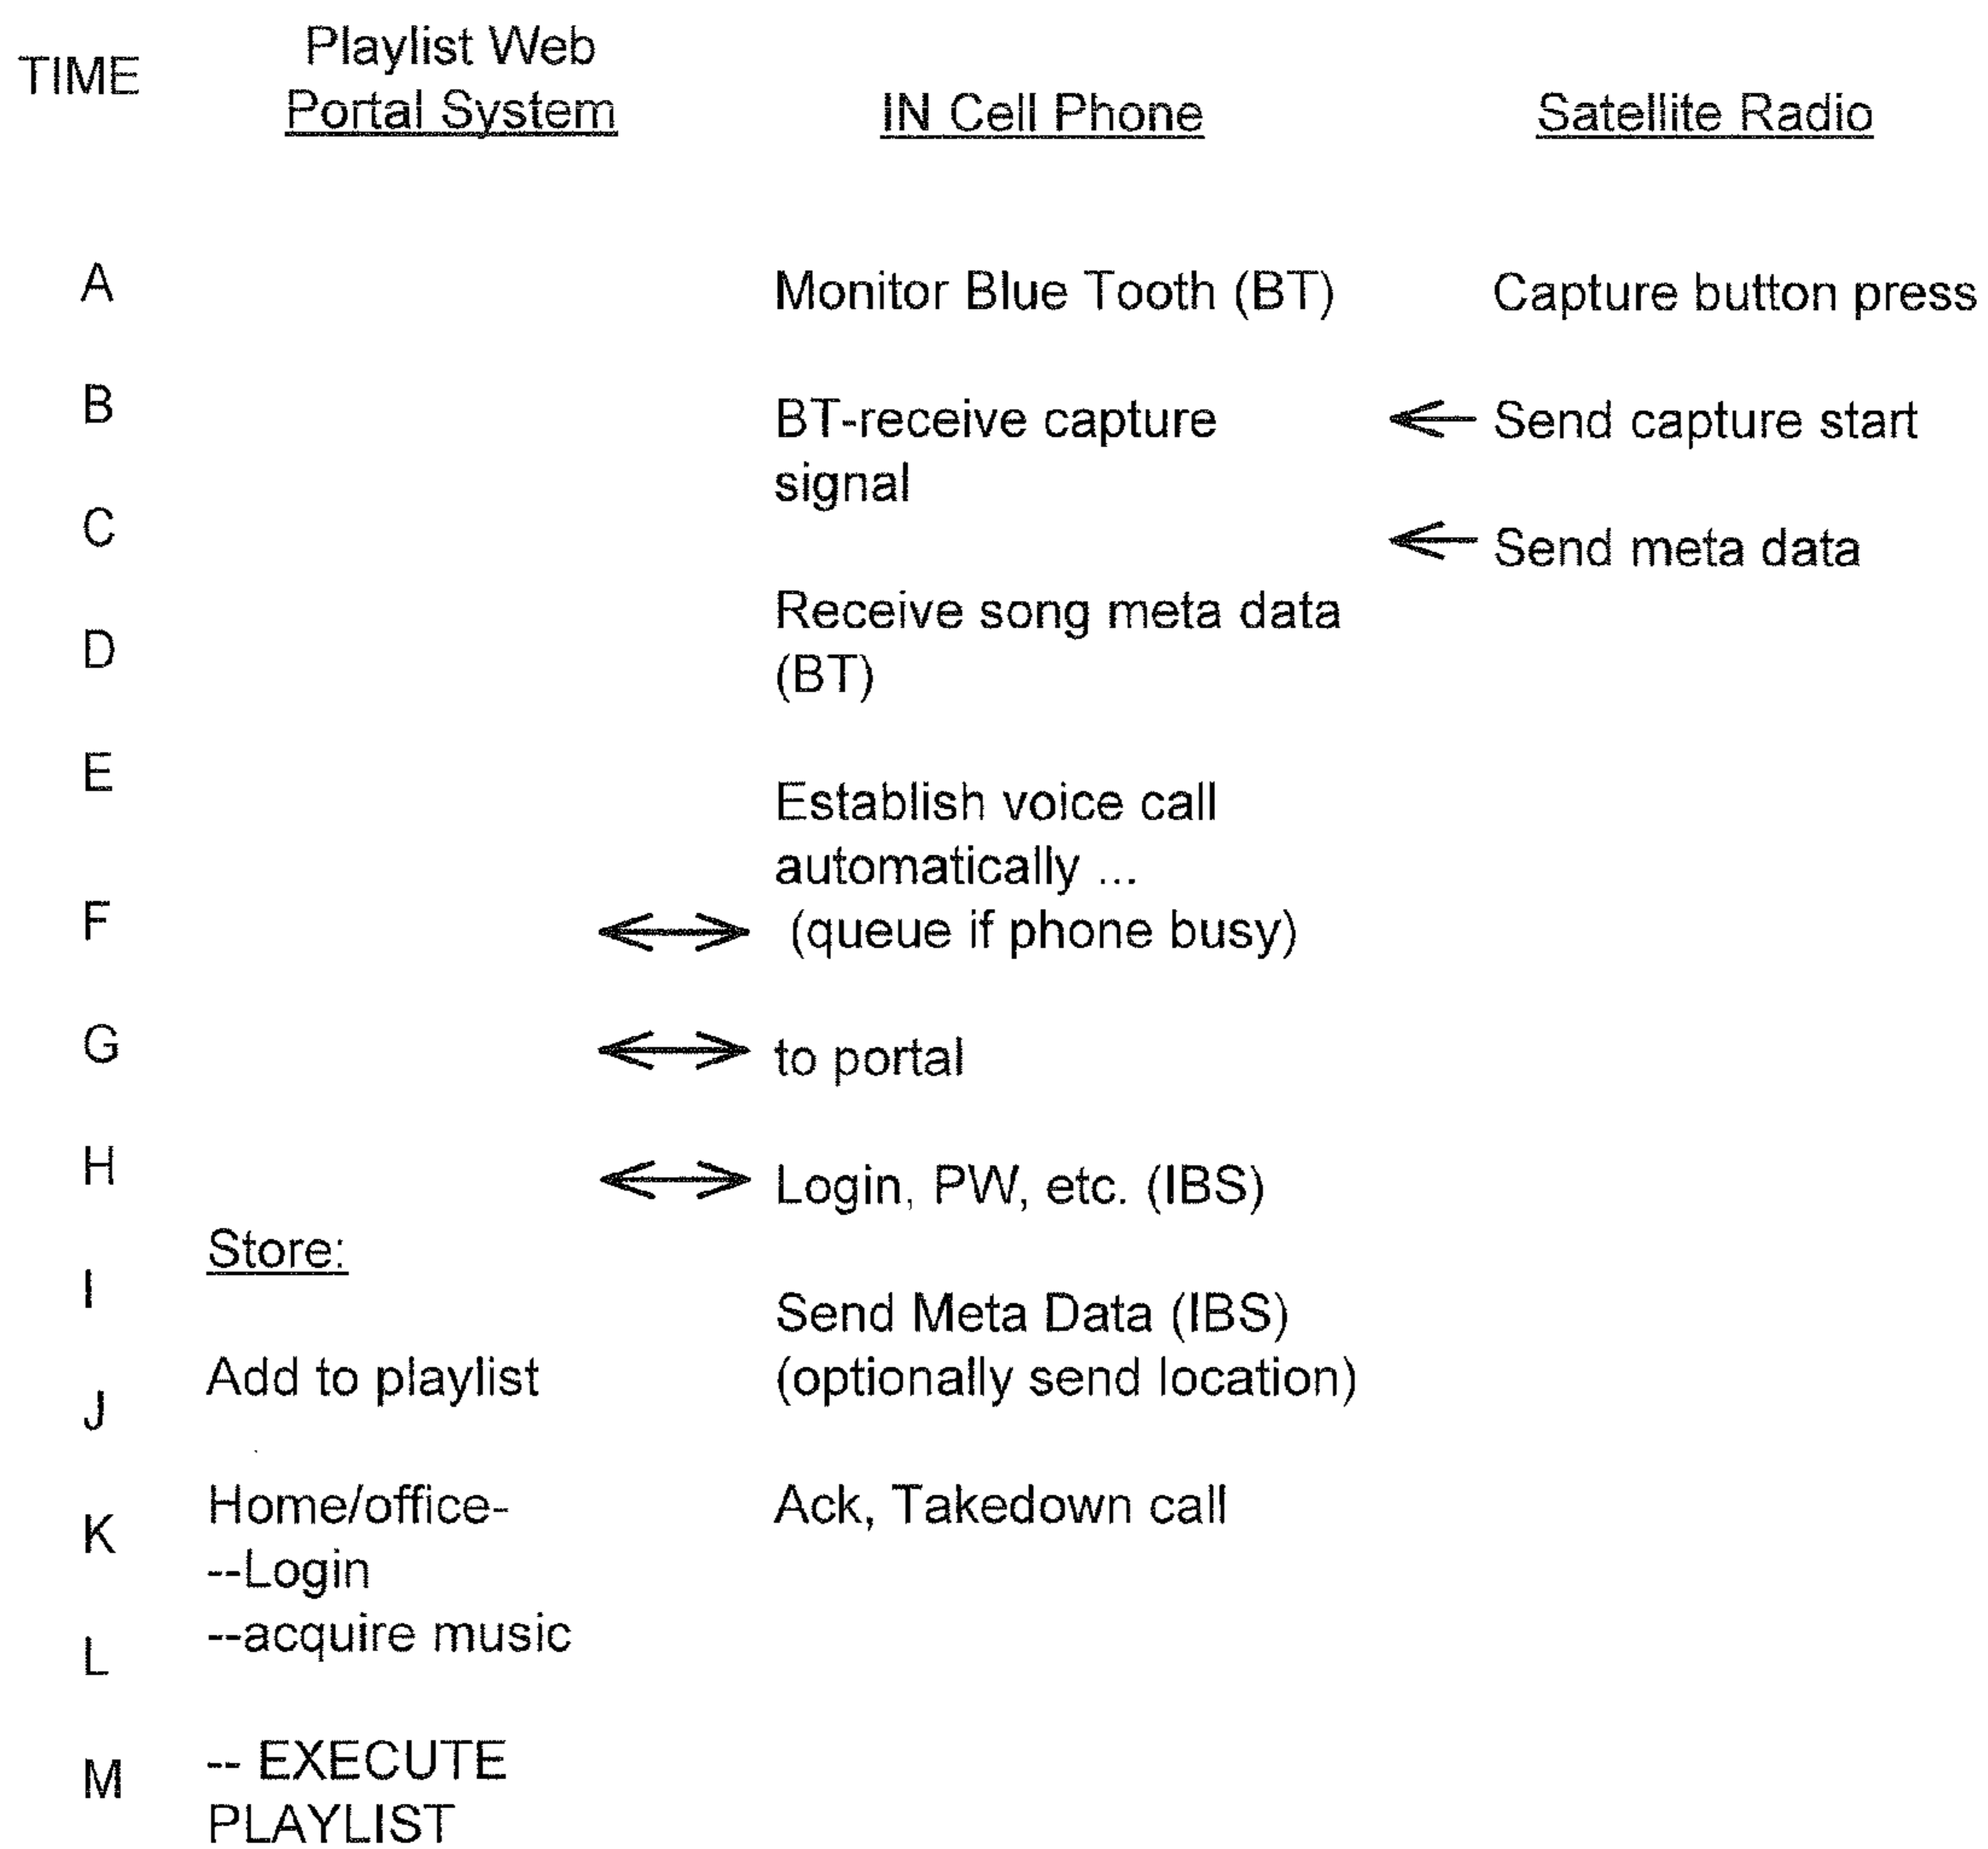 TIME
Playlist Web
Portal System
IN Cell Phone
Satellite Radio
A
Monitor Blue Tooth (BT)
Capture button press
B
BT-receive capture
signal
Send capture start
C
Send meta data
D
Receive song meta data
(BT)
E
Establish voice call
automatically ...
F
(queue if phone busy)
G
to portal
H
Login, PW, etc. (IBS)
Store:
I
Send Meta Data (IBS)
(optionally send location)
J
Add to playlist
K
Home/office-
--Login
Ack, Takedown call
L
--acquire music
M
-- EXECUTE
PLAYLIST